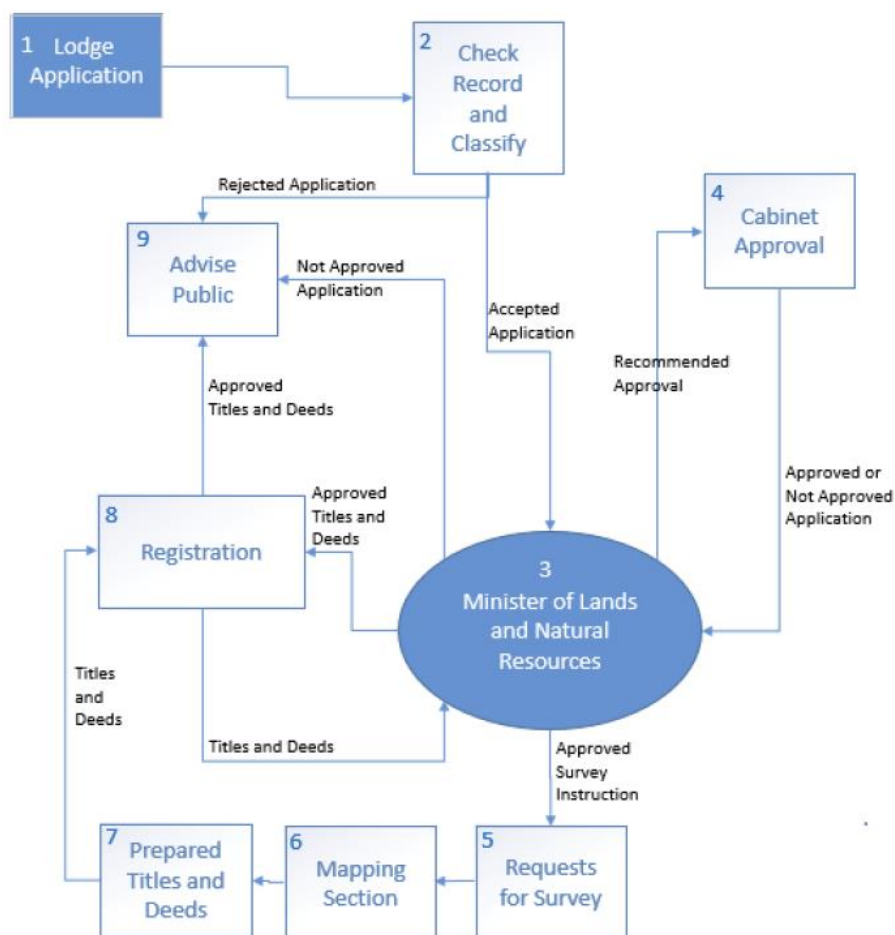 1 Lodge
Application
2
Check
Record
and
Classify
Rejected Application
4
Cabinet
Approval
9
Advise
Public
Not Approved
Application
Accepted
Application
Recommended
Approval
Approved
Titles and Deeds
Approved or
Not Approved
Application
8
Registration
Approved
Titles and
Deeds
3
Minister of Lands
and Natural
Resources
Titles
and
Deeds
Titles and Deeds
Approved
Survey
Instruction
7
Prepared
Titles and
Deeds
6
Mapping
Section
5
Requests
for Survey